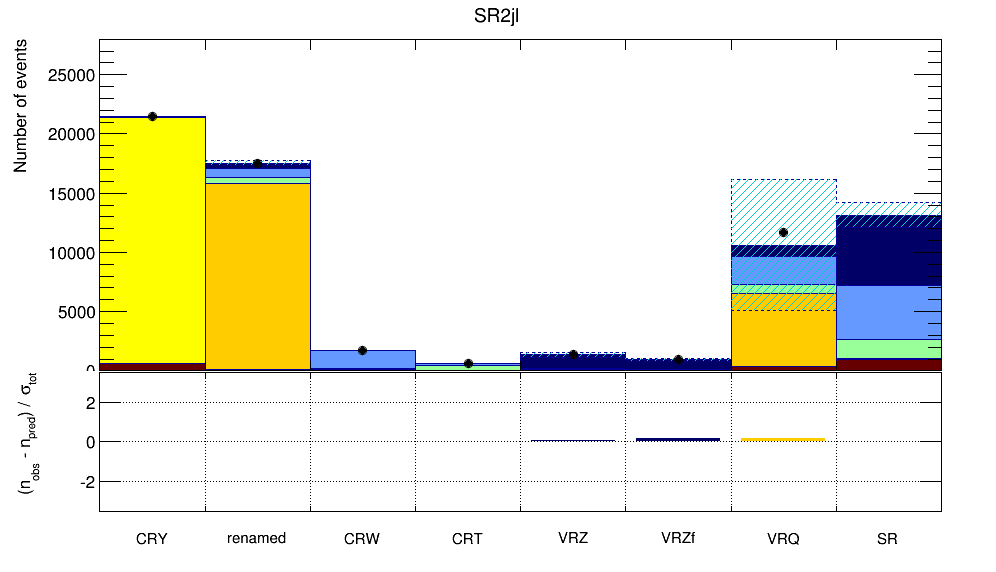 SR2jl
Number of events
25000
20000
15000
10000
5000
0
(n_obs - n_pred) / σ_tot
2
0
-2
CRY renamed CRW CRT VRZ VRZf VRQ SR